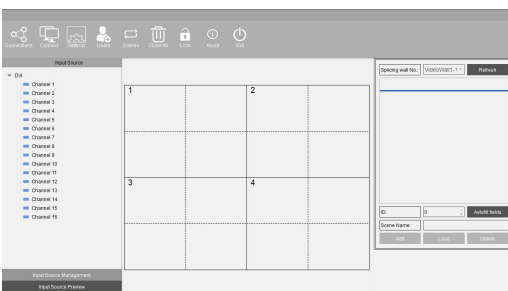 Connections Connect Settings Users Scenes Close All Lock About Exit
Input Source
DVI
Channel 1
Channel 2
Channel 3
Channel 4
Channel 5
Channel 6
Channel 7
Channel 8
Channel 9
Channel 10
Channel 11
Channel 12
Channel 13
Channel 14
Channel 15
Channel 16
Input Source Management
Input Source Preview
1 2
3 4
Splicing wall No.: VideoWall1-1 Refresh
ID: 0 Autofill fields
Scene Name:
Add Load Delete